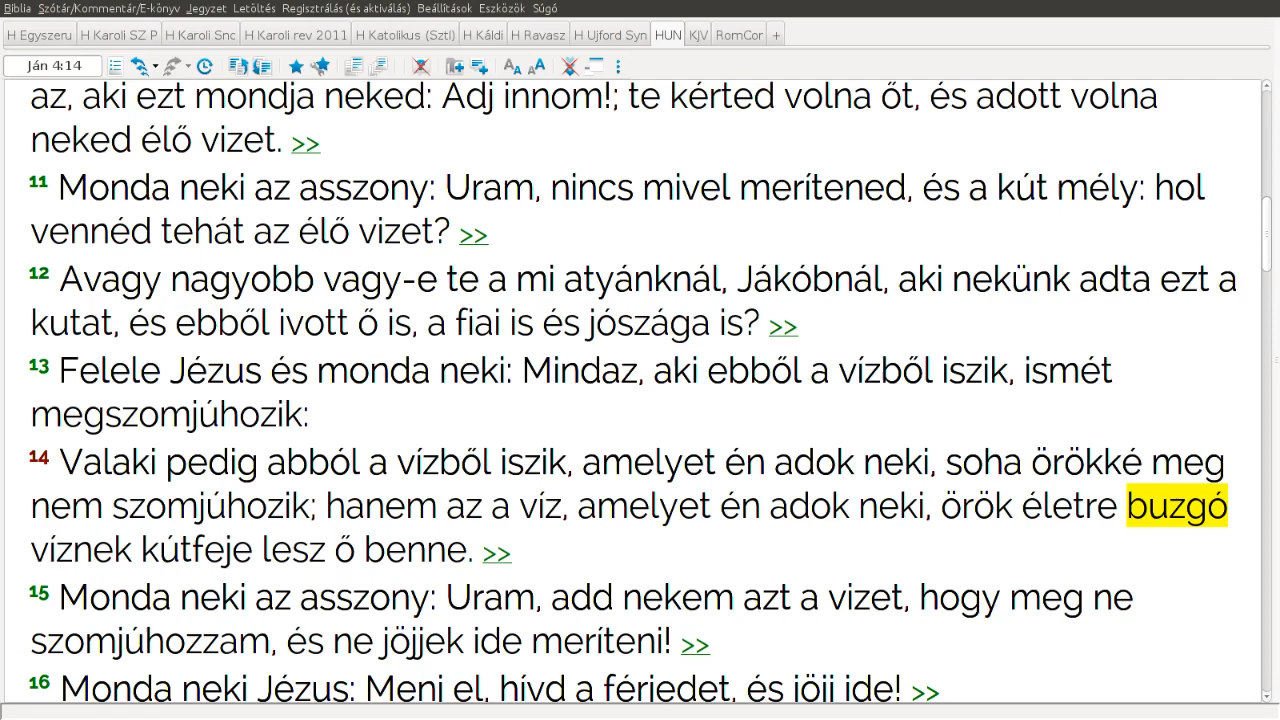 Biblia Szótár/Kommentár/E-könyv Jegyzet Letöltés Regisztrálás (és aktiválás) Beállítások Eszközök Súgó
H Egyszeru H Karoli SZ P H Karoli Snc H Karoli rev 2011 H Katolikus (Sztl) H Káldi H Ravasz H Ujford Syn HUN KJV RomCor +
Ján 4:14
az, aki ezt mondja neked: Adj innom!; te kérted volna őt, és adott volna
neked élő vizet. >>
11 Monda neki az asszony: Uram, nincs mivel merítened, és a kút mély: hol
vennéd tehát az élő vizet? >>
12 Avagy nagyobb vagy-e te a mi atyánknál, Jákóbnál, aki nekünk adta ezt a
kutat, és ebből ivott ő is, a fiai is és jószága is? >>
13 Felele Jézus és monda neki: Mindaz, aki ebből a vízből iszik, ismét
megszomjúhozik:
14 Valaki pedig abból a vízből iszik, amelyet én adok neki, soha örökké meg
nem szomjúhozik; hanem az a víz, amelyet én adok neki, örök életre buzgó
víznek kútfeje lesz ő benne. >>
15 Monda neki az asszony: Uram, add nekem azt a vizet, hogy meg ne
szomjúhozzam, és ne jöjjek ide meríteni! >>
16 Monda neki Jézus: Menj el, hívd a férjedet, és jöjj ide! >>